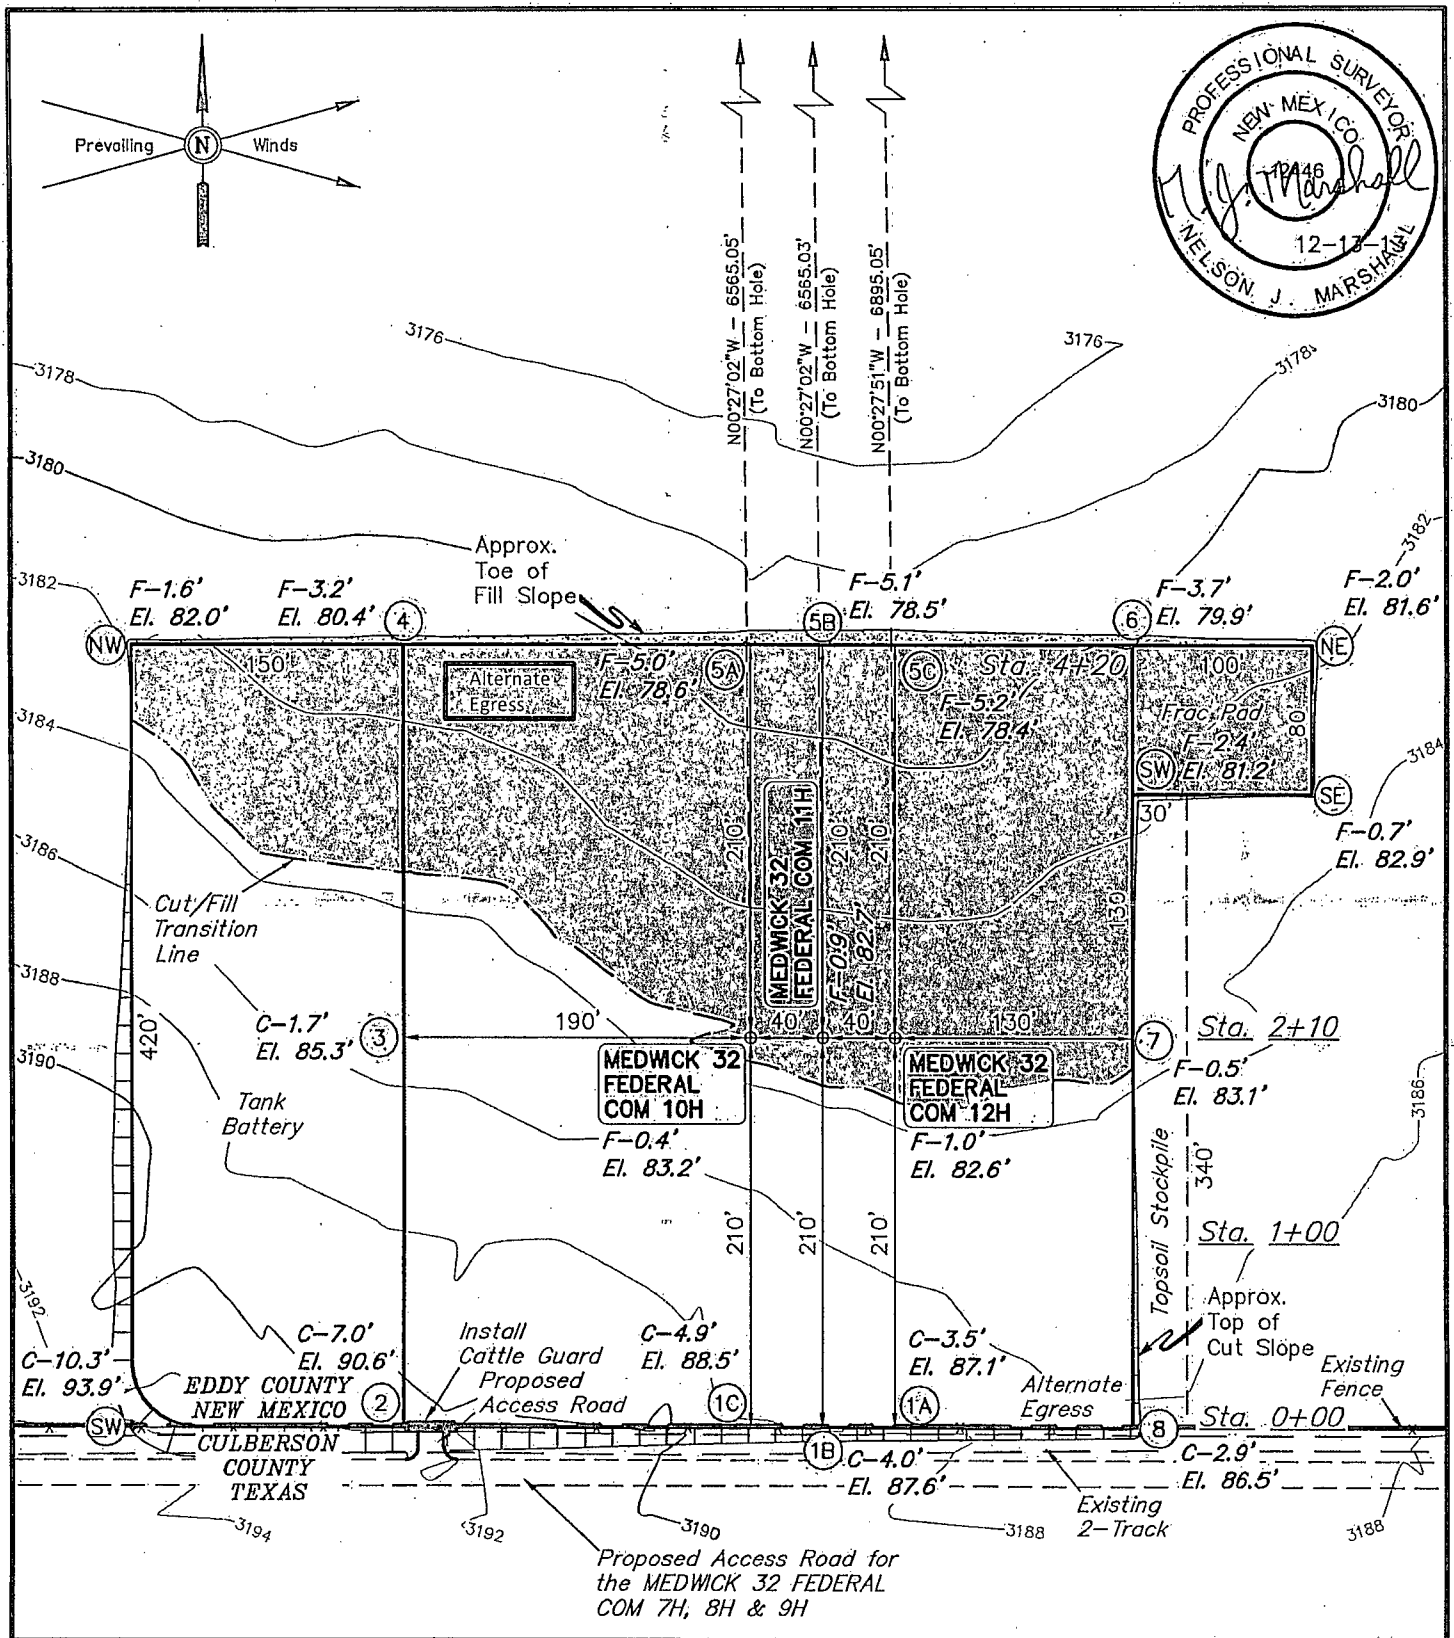 Prevailing
N
Winds
PROFESSIONAL SURVEYOR
NEW MEXICO
12446
N. J. Marshall
NELSON J. MARSHALL
N00°27'02"W - 6565.05'
(To Bottom Hole)
N00°27'02"W - 6565.03'
(To Bottom Hole)
N00°27'51"W - 6895.05'
(To Bottom Hole)
3176
3176
3178
3178
3180
3180
3182
3182
Approx.
Toe of
Fill Slope
F-1.6'
El. 82.0'
F-3.2'
El. 80.4'
F-5.1'
El. 78.5'
F-3.7'
El. 79.9'
F-2.0'
El. 81.6'
NW
4
5B
6
NE
150'
Alternate
Egress
F-5.0'
El. 78.6'
5A
5C
Sta. 4+20
F-5.2'
El. 78.4'
100'
Frac Pad
80'
F-2.4'
El. 81.2'
SW
SE
30'
F-0.7'
El. 82.9'
3184
3184
3186
3186
3188
3190
3192
Cut/Fill
Transition
Line
MEDWICK 32
FEDERAL COM 11H
210'
210'
210'
F-0.9'
El. 82.7'
130'
420'
C-1.7'
El. 85.3'
3
190'
40'
40'
130'
7
Sta. 2+10
F-0.5'
El. 83.1'
MEDWICK 32
FEDERAL
COM 10H
F-0.4'
El. 83.2'
MEDWICK 32
FEDERAL
COM 12H
F-1.0'
El. 82.6'
Tank
Battery
210'
210'
210'
Topsoil Stockpile
340'
Sta. 1+00
Approx.
Top of
Cut Slope
Existing
Fence
C-10.3'
El. 93.9'
C-7.0'
El. 90.6'
Install
Cattle Guard
Proposed
Access Road
C-4.9'
El. 88.5'
C-3.5'
El. 87.1'
Alternate
Egress
EDDY COUNTY
NEW MEXICO
SW
2
1C
1A
1B
8
Sta. 0+00
CULBERSON
COUNTY
TEXAS
C-4.0'
El. 87.6'
C-2.9'
El. 86.5'
Existing
2-Track
3194
3192
3190
3188
3188
Proposed Access Road for
the MEDWICK 32 FEDERAL
COM 7H, 8H & 9H